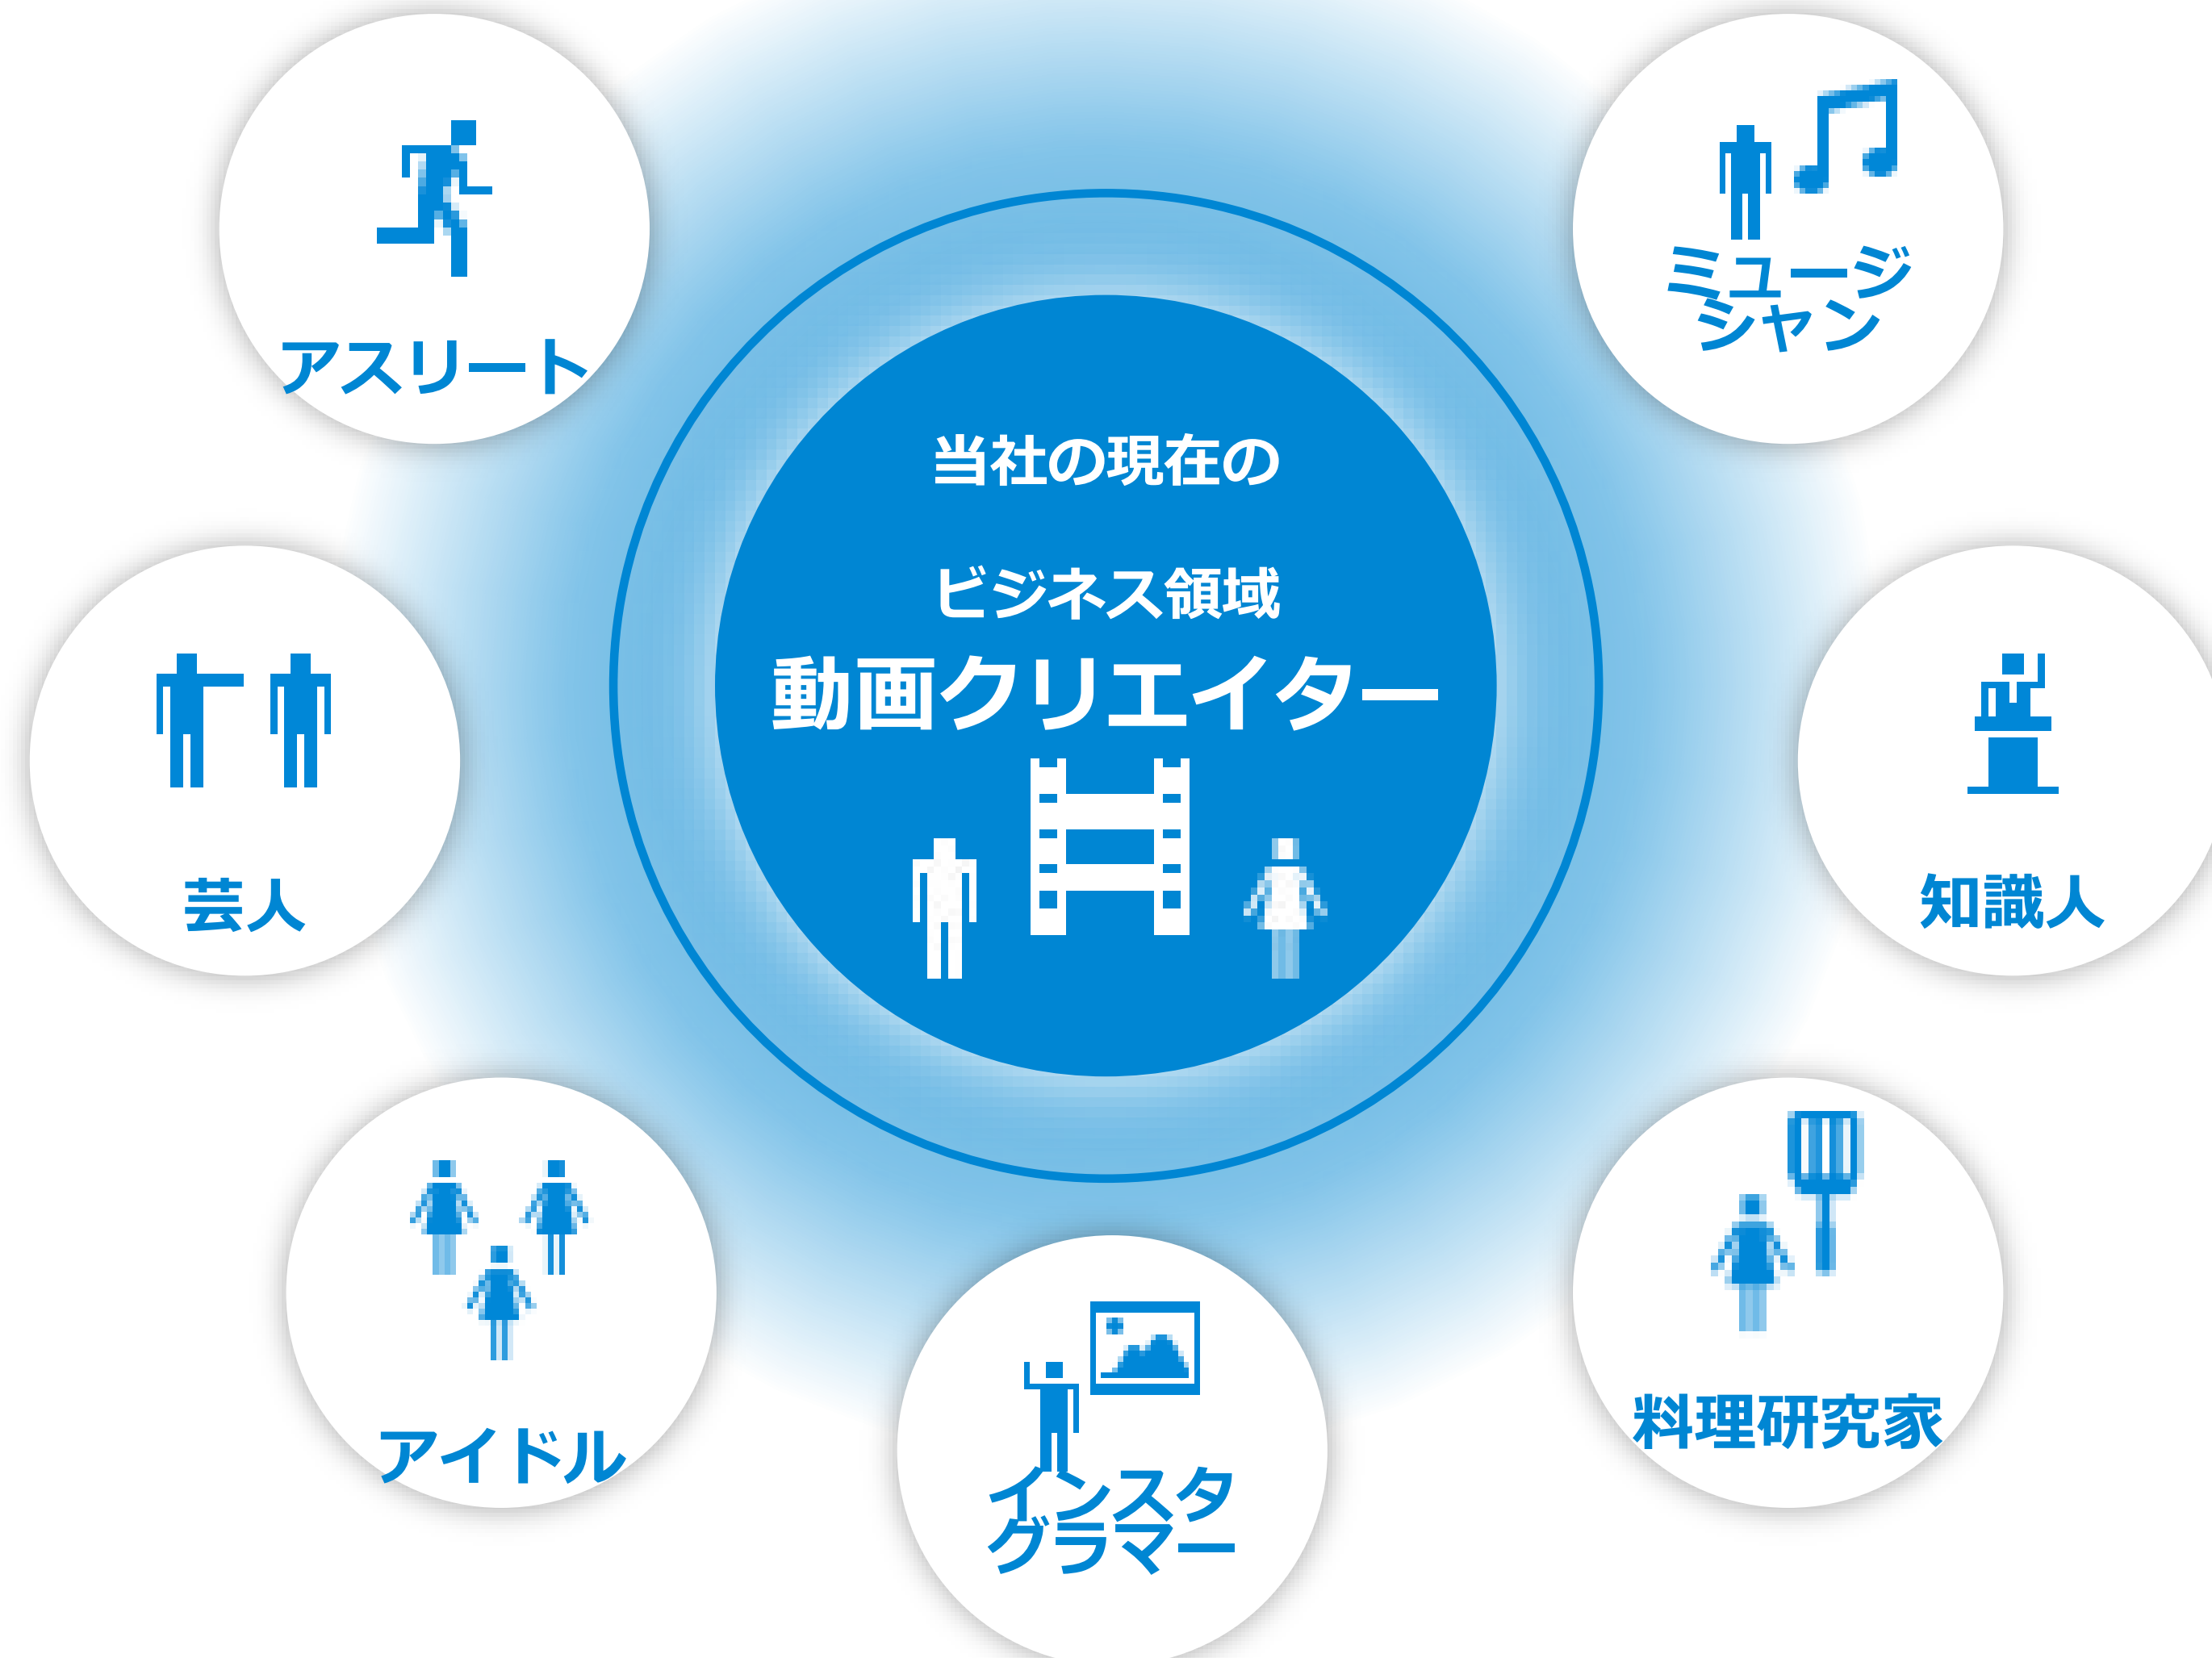 アスリート
ミュージ
シャン
当社の現在の
ビジネス領域
動画クリエイター
芸人
知識人
アイドル
インスタ
グラマー
料理研究家